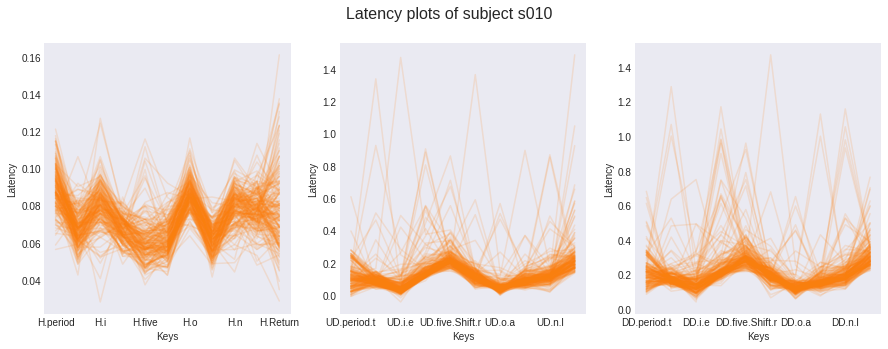 Latency plots of subject s010
Latency
0.16
0.14
0.12
0.10
0.08
0.06
0.04
H.period H.i H.five H.o H.n H.Return
Keys
Latency
1.4
1.2
1.0
0.8
0.6
0.4
0.2
0.0
UD.period.t UD.i.e UD.five.Shift.r UD.o.a UD.n.l
Keys
Latency
1.4
1.2
1.0
0.8
0.6
0.4
0.2
0.0
DD.period.t DD.i.e DD.five.Shift.r DD.o.a DD.n.l
Keys